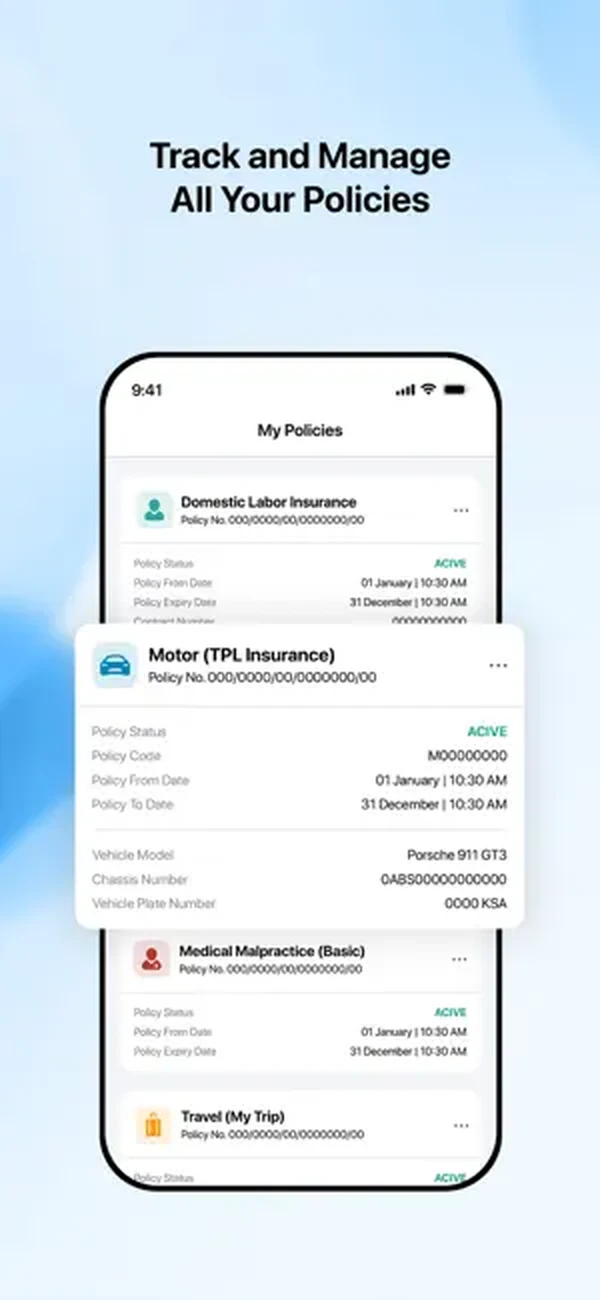 Track and Manage
All Your Policies
9:41
My Policies
Domestic Labor Insurance
Policy No. 000/0000/00/0000000/00
Policy Status ACIVE
Policy From Date 01 January | 10:30 AM
Policy Expiry Date 31 December | 10:30 AM
Contract Number 00000000000
Motor (TPL Insurance)
Policy No. 000/0000/00/0000000/00
Policy Status ACIVE
Policy Code M00000000
Policy From Date 01 January | 10:30 AM
Policy To Date 31 December | 10:30 AM
Vehicle Model Porsche 911 GT3
Chassis Number 0ABS00000000000
Vehicle Plate Number 0000 KSA
Medical Malpractice (Basic)
Policy No. 000/0000/00/0000000/00
Policy Status ACIVE
Policy From Date 01 January | 10:30 AM
Policy Expiry Date 31 December | 10:30 AM
Travel (My Trip)
Policy No. 000/0000/00/0000000/00
Policy Status ACIVE